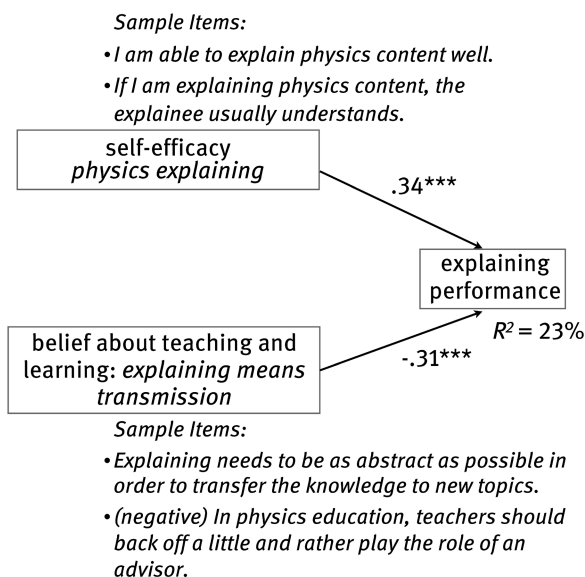 Sample Items:
• I am able to explain physics content well.
• If I am explaining physics content, the
explainee usually understands.
self-efficacy
physics explaining
.34***
explaining
performance
R² = 23%
belief about teaching and
learning: explaining means
transmission
-.31***
Sample Items:
• Explaining needs to be as abstract as possible in
order to transfer the knowledge to new topics.
• (negative) In physics education, teachers should
back off a little and rather play the role of an
advisor.